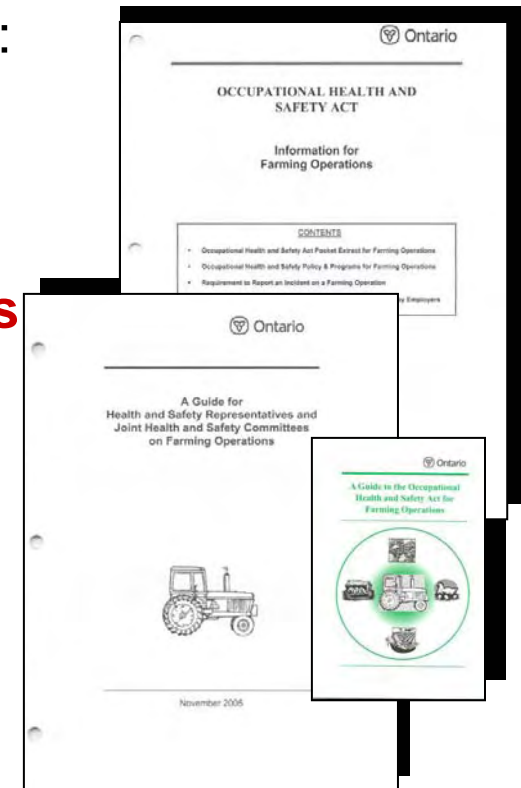 :
Ontario
OCCUPATIONAL HEALTH AND
SAFETY ACT
Information for
Farming Operations
CONTENTS
• Occupational Health and Safety Act Pocket Extract for Farming Operations
• Occupational Health and Safety Policy & Programs for Farming Operations
• Requirement to Report an Incident on a Farming Operation
by Employers
s
Ontario
A Guide for
Health and Safety Representatives and
Joint Health and Safety Committees
on Farming Operations
November 2006
Ontario
A Guide to the Occupational
Health and Safety Act for
Farming Operations